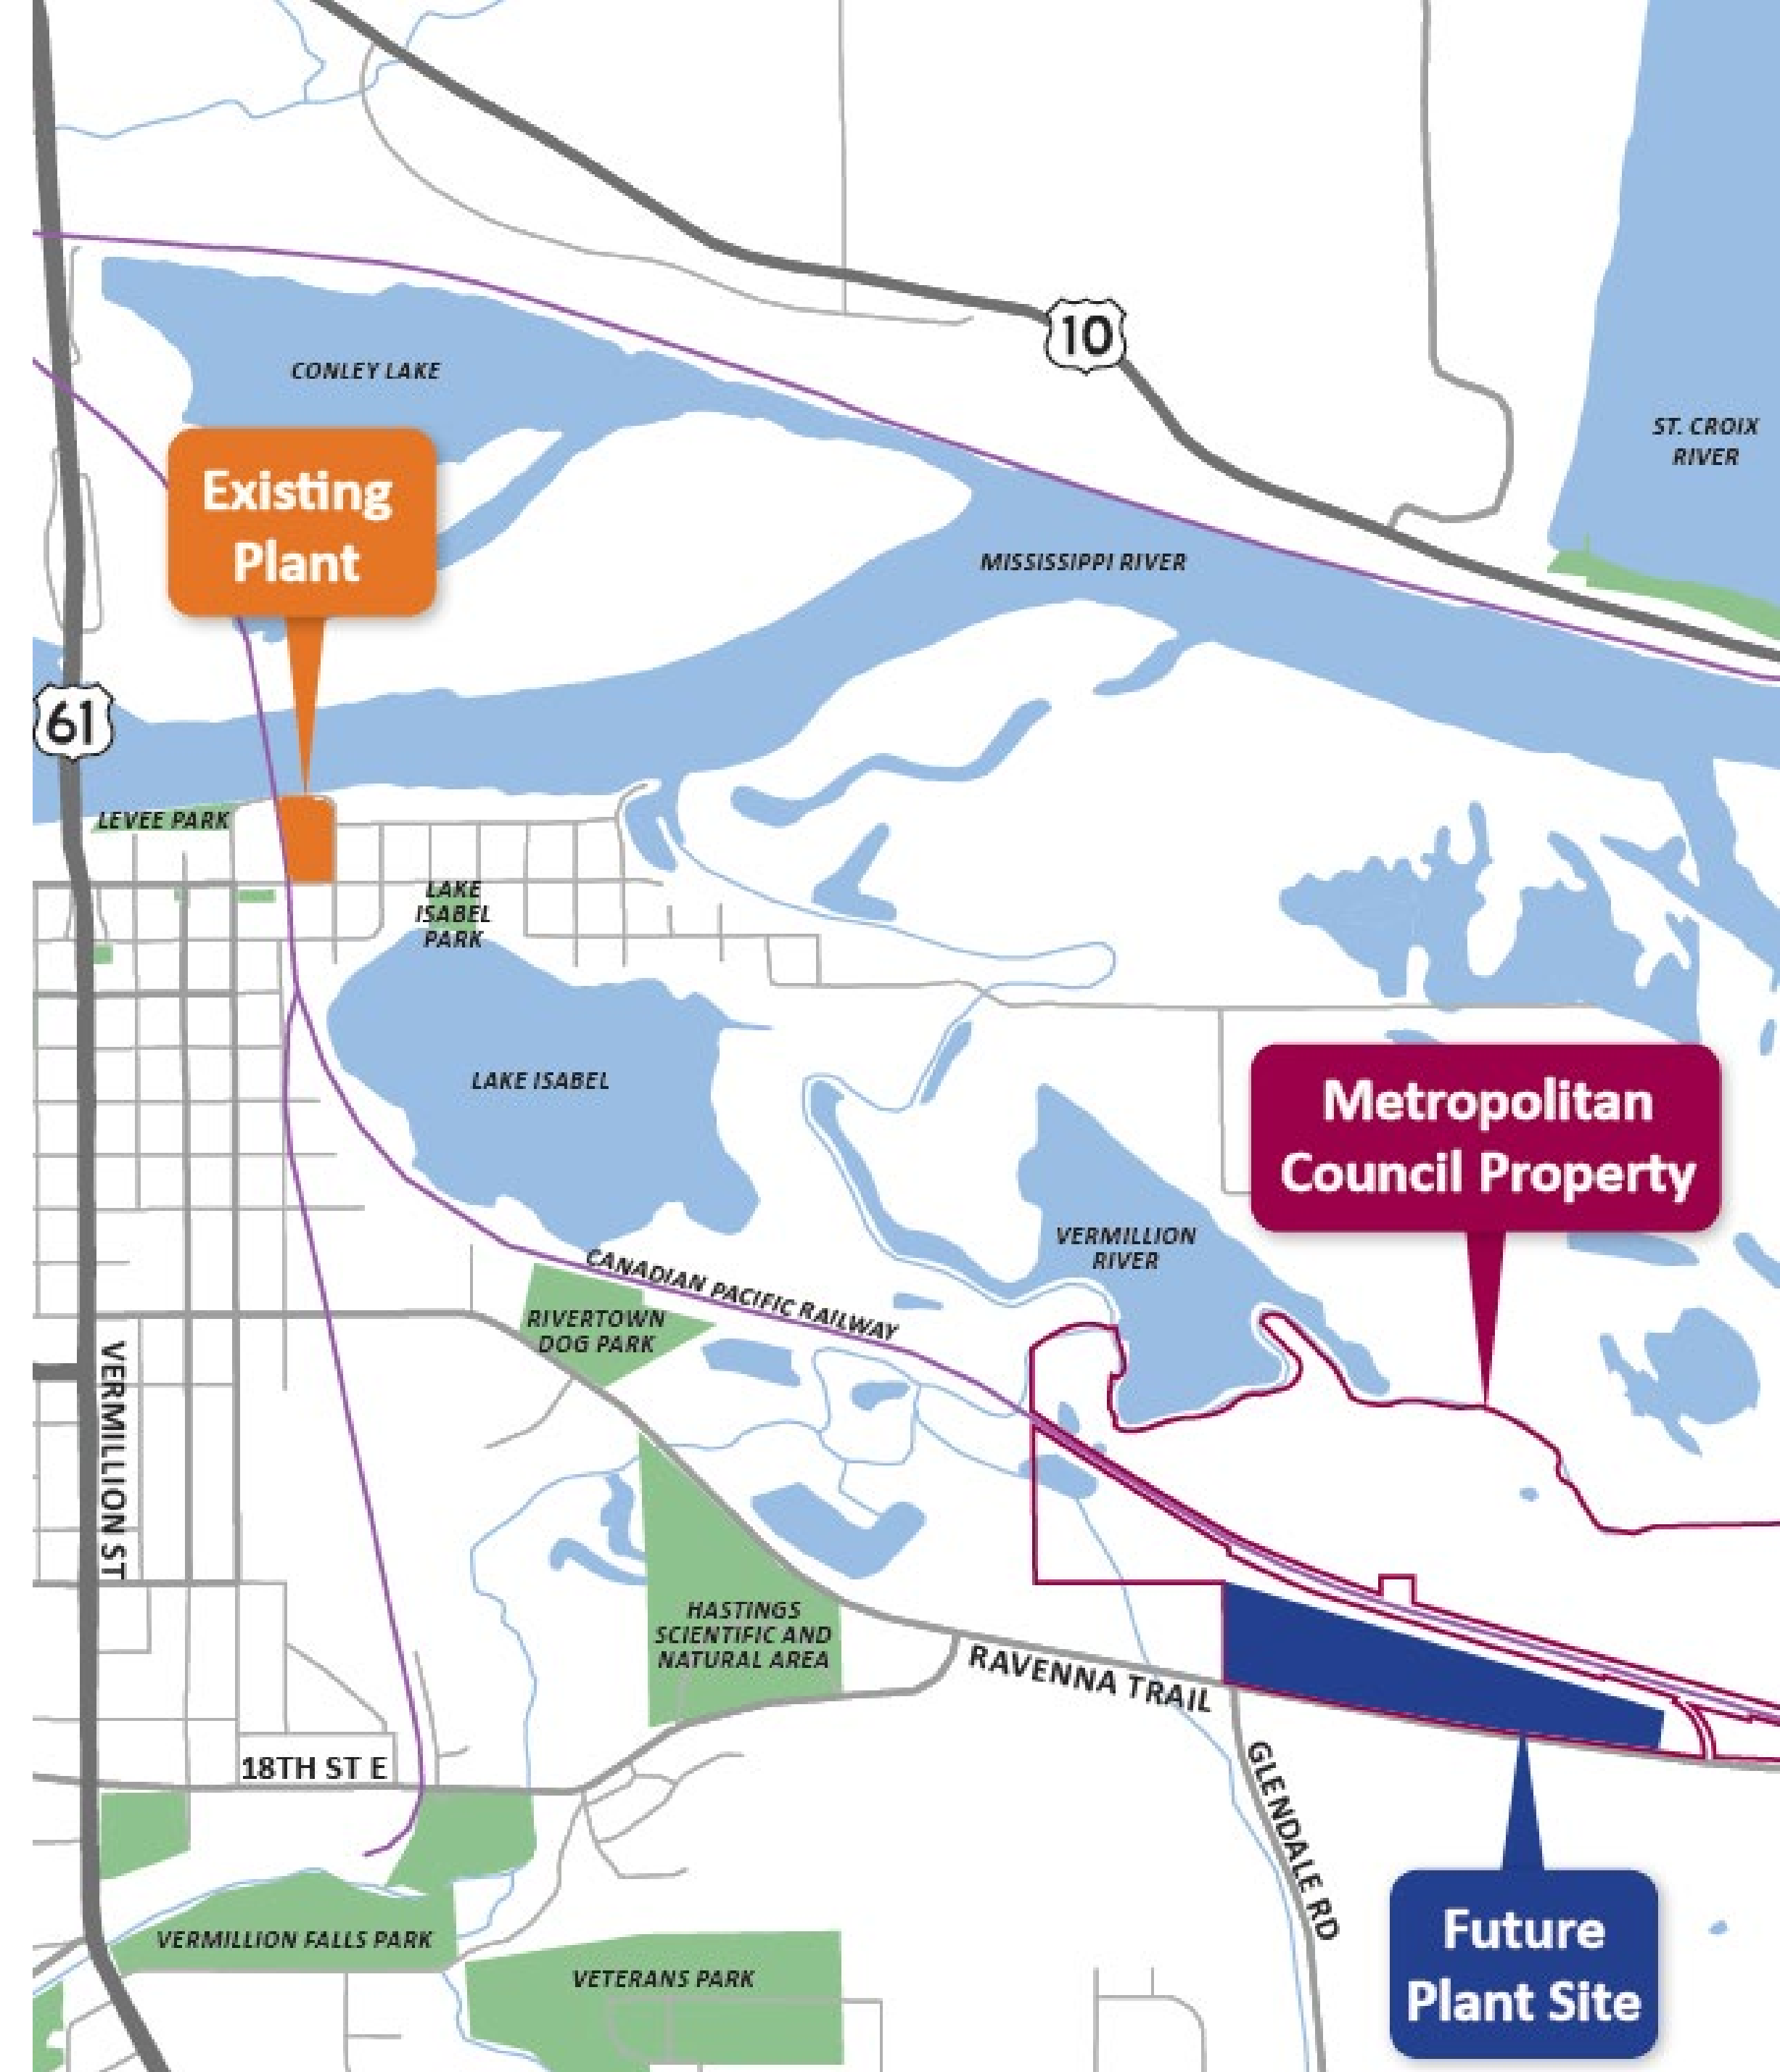 10
CONLEY LAKE
ST. CROIX
RIVER
Existing
Plant
MISSISSIPPI RIVER
61
LEVEE PARK
LAKE
ISABEL
PARK
LAKE ISABEL
Metropolitan
Council Property
VERMILLION
RIVER
CANADIAN PACIFIC RAILWAY
RIVERTOWN
DOG PARK
VERMILLION ST
HASTINGS
SCIENTIFIC AND
NATURAL AREA
RAVENNA TRAIL
18TH ST E
GLENDALE RD
VERMILLION FALLS PARK
VETERANS PARK
Future
Plant Site